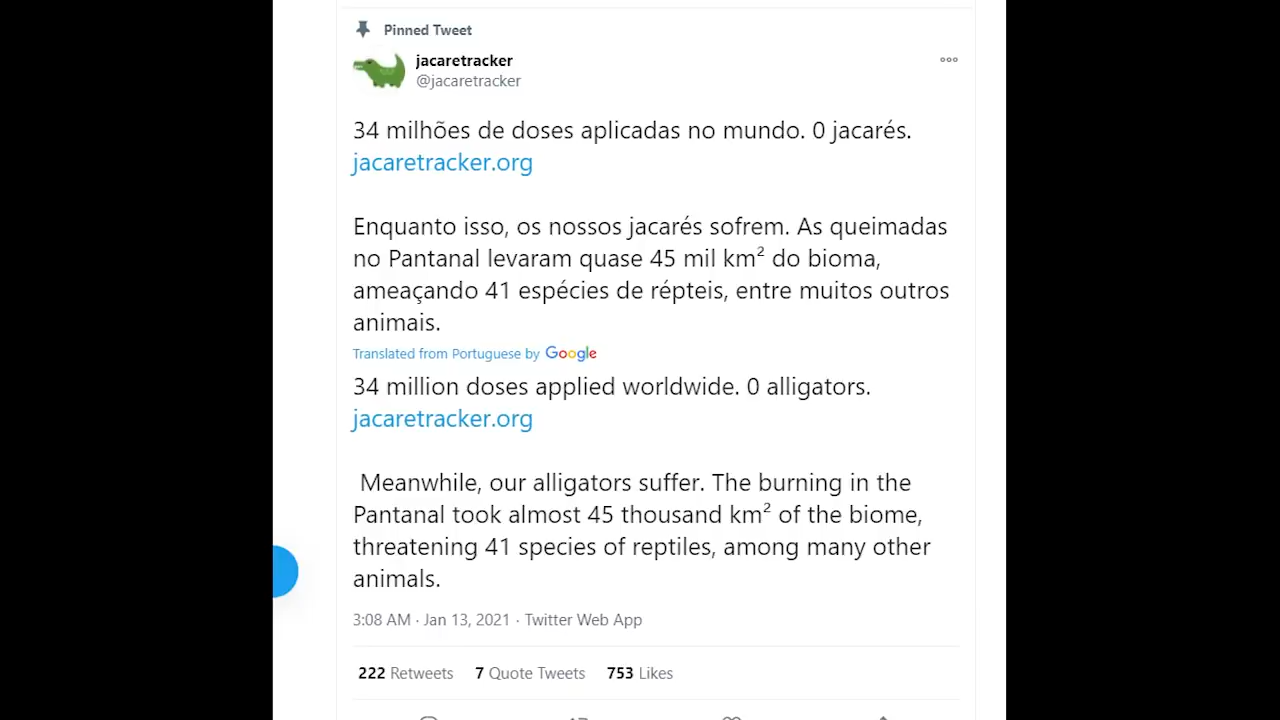 Pinned Tweet
jacaretracker
@jacaretracker
34 milhões de doses aplicadas no mundo. 0 jacarés.
jacaretracker.org
Enquanto isso, os nossos jacarés sofrem. As queimadas
no Pantanal levaram quase 45 mil km² do bioma,
ameaçando 41 espécies de répteis, entre muitos outros
animais.
Translated from Portuguese by Google
34 million doses applied worldwide. 0 alligators.
jacaretracker.org
Meanwhile, our alligators suffer. The burning in the
Pantanal took almost 45 thousand km² of the biome,
threatening 41 species of reptiles, among many other
animals.
3:08 AM · Jan 13, 2021 · Twitter Web App
222 Retweets 7 Quote Tweets 753 Likes